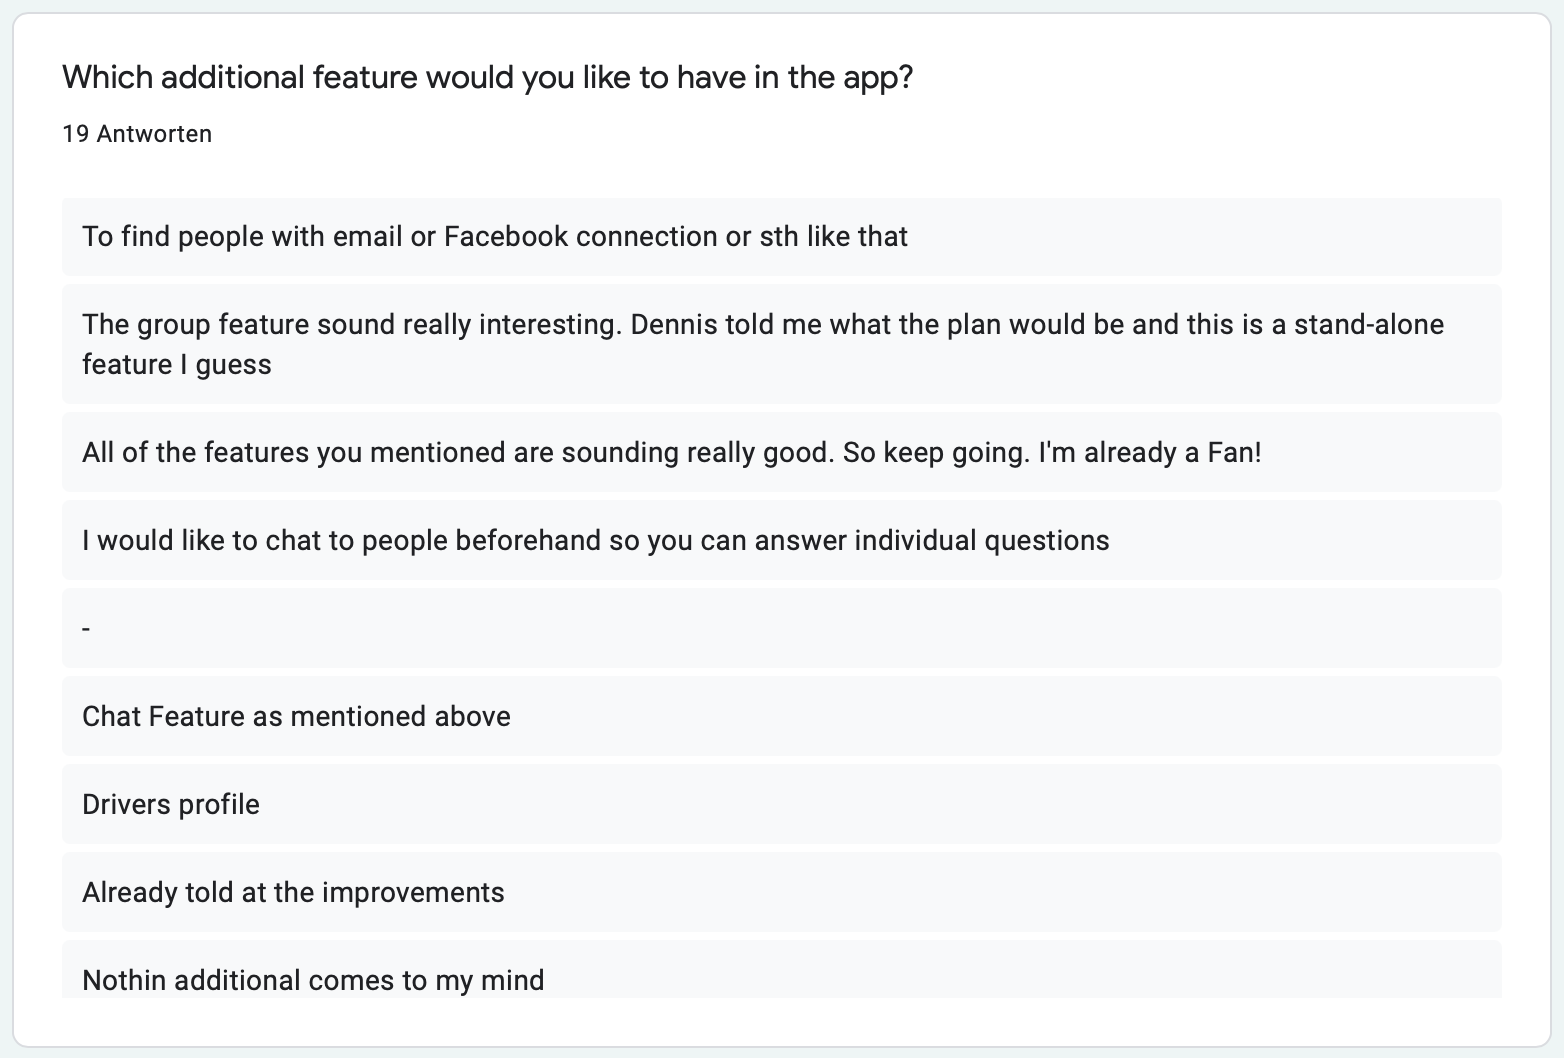 Which additional feature would you like to have in the app?
19 Antworten
To find people with email or Facebook connection or sth like that
The group feature sound really interesting. Dennis told me what the plan would be and this is a stand-alone
feature I guess
All of the features you mentioned are sounding really good. So keep going. I'm already a Fan!
I would like to chat to people beforehand so you can answer individual questions
-
Chat Feature as mentioned above
Drivers profile
Already told at the improvements
Nothin additional comes to my mind